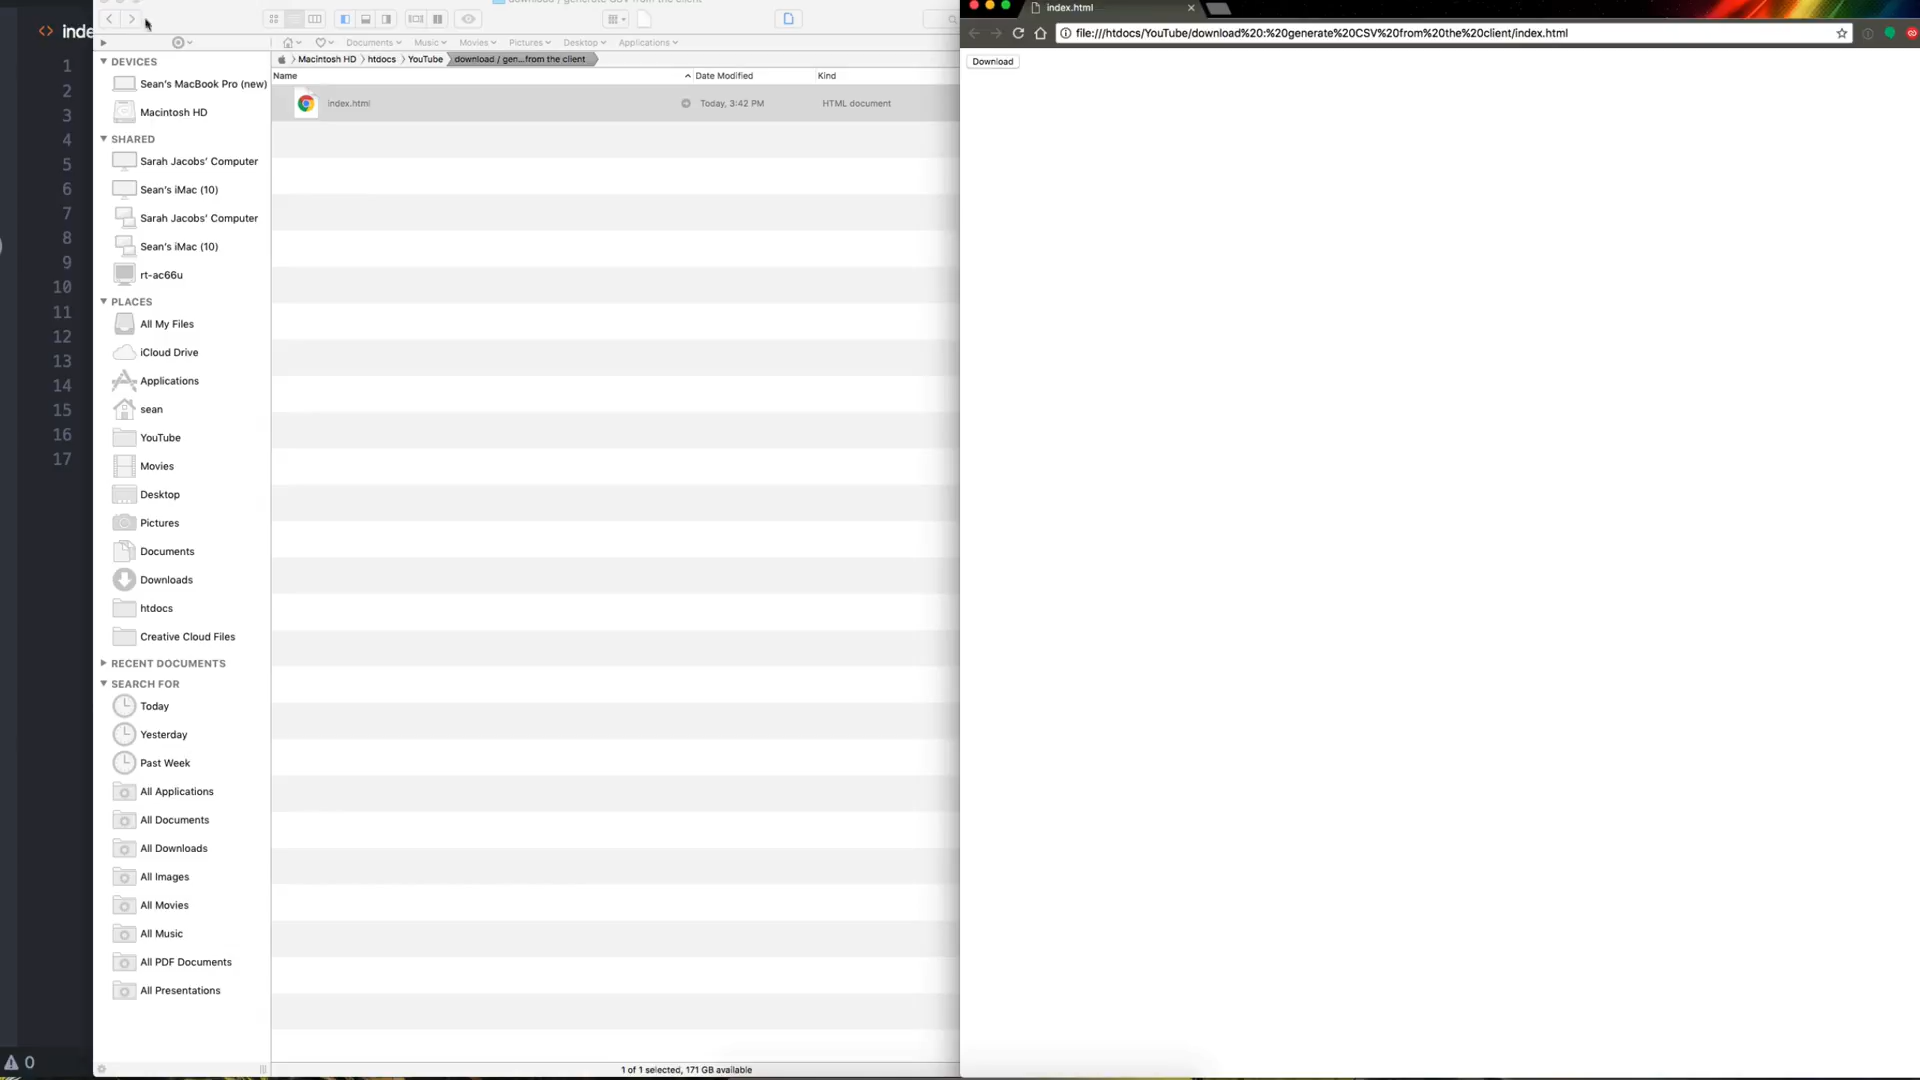 inde
1
2
3
4
5
6
7
8
9
10
11
12
13
14
15
16
17
0
download / generate CSV from the client
Documents
Music
Movies
Pictures
Desktop
Applications
DEVICES
Sean's MacBook Pro (new)
Macintosh HD
SHARED
Sarah Jacobs' Computer
Sean's iMac (10)
Sarah Jacobs' Computer
Sean's iMac (10)
rt-ac66u
PLACES
All My Files
iCloud Drive
Applications
sean
YouTube
Movies
Desktop
Pictures
Documents
Downloads
htdocs
Creative Cloud Files
RECENT DOCUMENTS
SEARCH FOR
Today
Yesterday
Past Week
All Applications
All Documents
All Downloads
All Images
All Movies
All Music
All PDF Documents
All Presentations
Macintosh HD htdocs YouTube download / gen...from the client
Name Date Modified Kind
index.html Today, 3:42 PM HTML document
1 of 1 selected, 171 GB available
index.html
file:///htdocs/YouTube/download%20:%20generate%20CSV%20from%20the%20client/index.html
Download